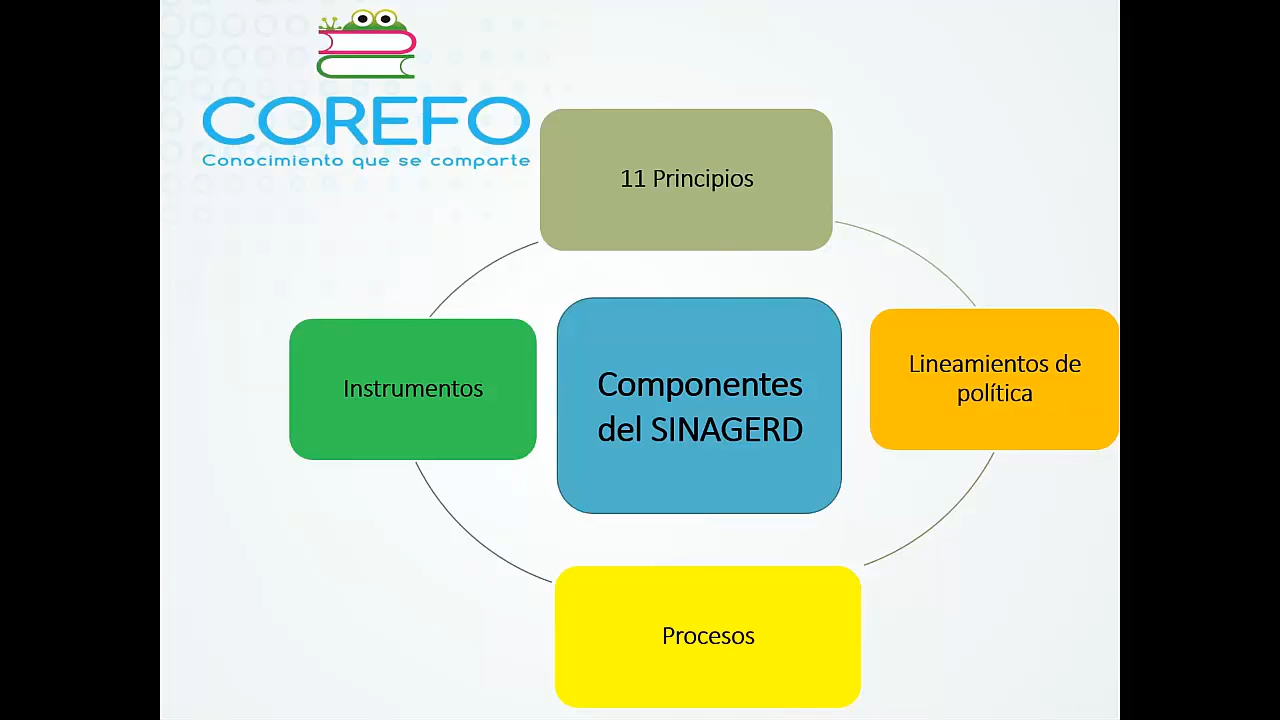 COREFO
Conocimiento que se comparte
11 Principios
Instrumentos
Componentes
del SINAGERD
Lineamientos de
política
Procesos